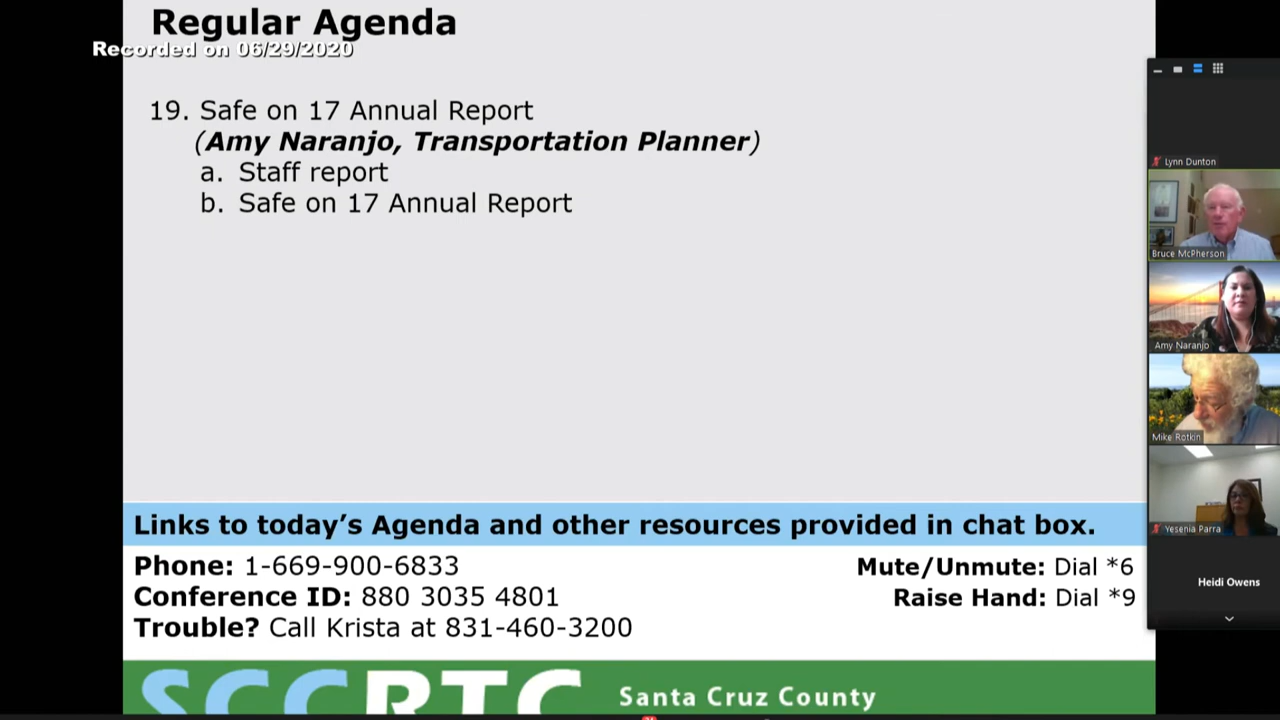 Regular Agenda
Recorded on 06/29/2020
19. Safe on 17 Annual Report
(Amy Naranjo, Transportation Planner)
a. Staff report
b. Safe on 17 Annual Report
Links to today's Agenda and other resources provided in chat box.
Phone: 1-669-900-6833
Mute/Unmute: Dial *6
Conference ID: 880 3035 4801
Raise Hand: Dial *9
Trouble? Call Krista at 831-460-3200
SCCRTC
Santa Cruz County
Lynn Dunton
Bruce McPherson
Amy Naranjo
Mike Rotkin
Yesenia Parra
Heidi Owens